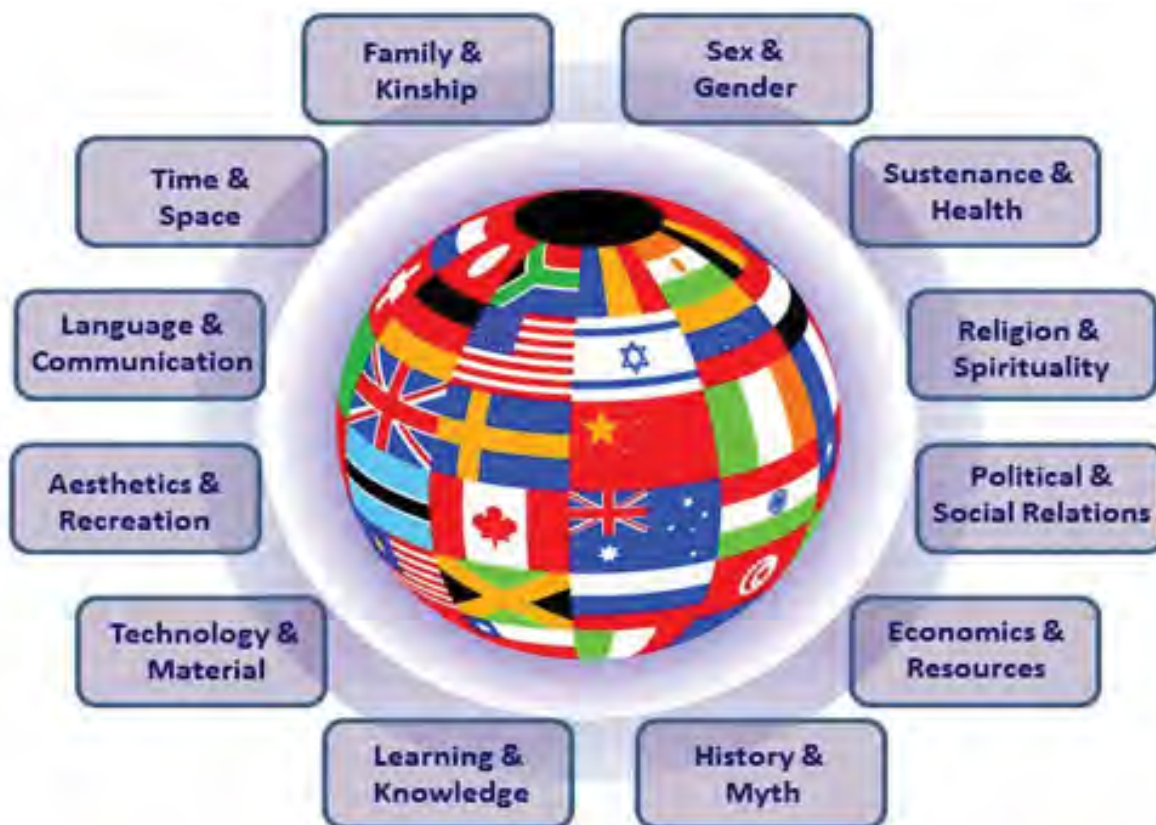 Family &
Kinship
Sex &
Gender
Time &
Space
Sustenance &
Health
Language &
Communication
Religion &
Spirituality
Aesthetics &
Recreation
Political &
Social Relations
Technology &
Material
Economics &
Resources
Learning &
Knowledge
History &
Myth